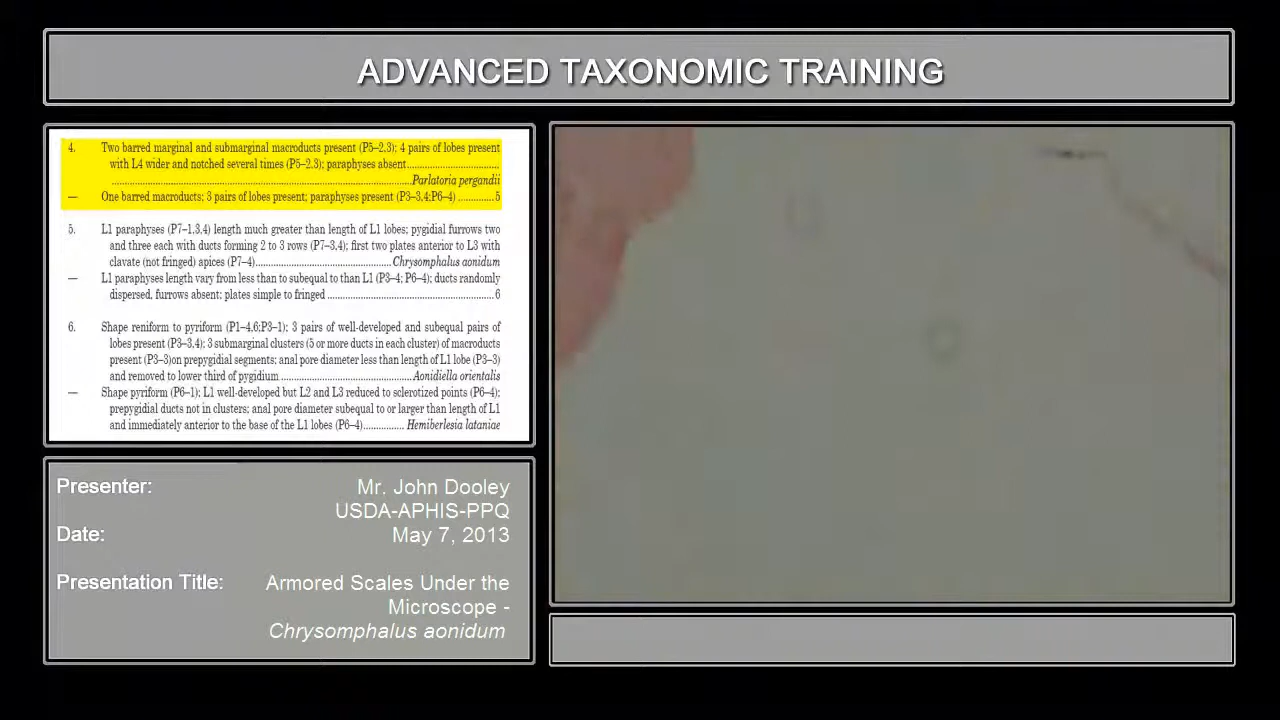 ADVANCED TAXONOMIC TRAINING
4. Two barred marginal and submarginal macroducts present (P5–2.3); 4 pairs of lobes present
with L4 wider and notched several times (P5–2.3); paraphyses absent..................................
....................................................................................................Parlatoria pergandii
— One barred macroducts; 3 pairs of lobes present; paraphyses present (P3–3,4;P6–4) .............5
5. L1 paraphyses (P7–1.3,4) length much greater than length of L1 lobes; pygidial furrows two
and three each with ducts forming 2 to 3 rows (P7–3.4); first two plates anterior to L3 with
clavate (not fringed) apices (P7–4)..............................................Chrysomphalus aonidum
— L1 paraphyses length vary from less than to subequal to than L1 (P3–4; P6–4); ducts randomly
dispersed, furrows absent; plates simple to fringed ........................................................6
6. Shape reniform to pyriform (P1–4.6;P3–1); 3 pairs of well-developed and subequal pairs of
lobes present (P3–3,4); 3 submarginal clusters (5 or more ducts in each cluster) of macroducts
present (P3–3)on prepygidial segments; anal pore diameter less than length of L1 lobe (P3–3)
and removed to lower third of pygidium .............................................Aonidiella orientalis
— Shape pyriform (P6–1); L1 well-developed but L2 and L3 reduced to sclerotized points (P6–4);
prepygidial ducts not in clusters; anal pore diameter subequal to or larger than length of L1
and immediately anterior to the base of the L1 lobes (P6–4)............... Hemiberlesia lataniae
Presenter: Mr. John Dooley
USDA-APHIS-PPQ
Date: May 7, 2013
Presentation Title: Armored Scales Under the
Microscope -
Chrysomphalus aonidum